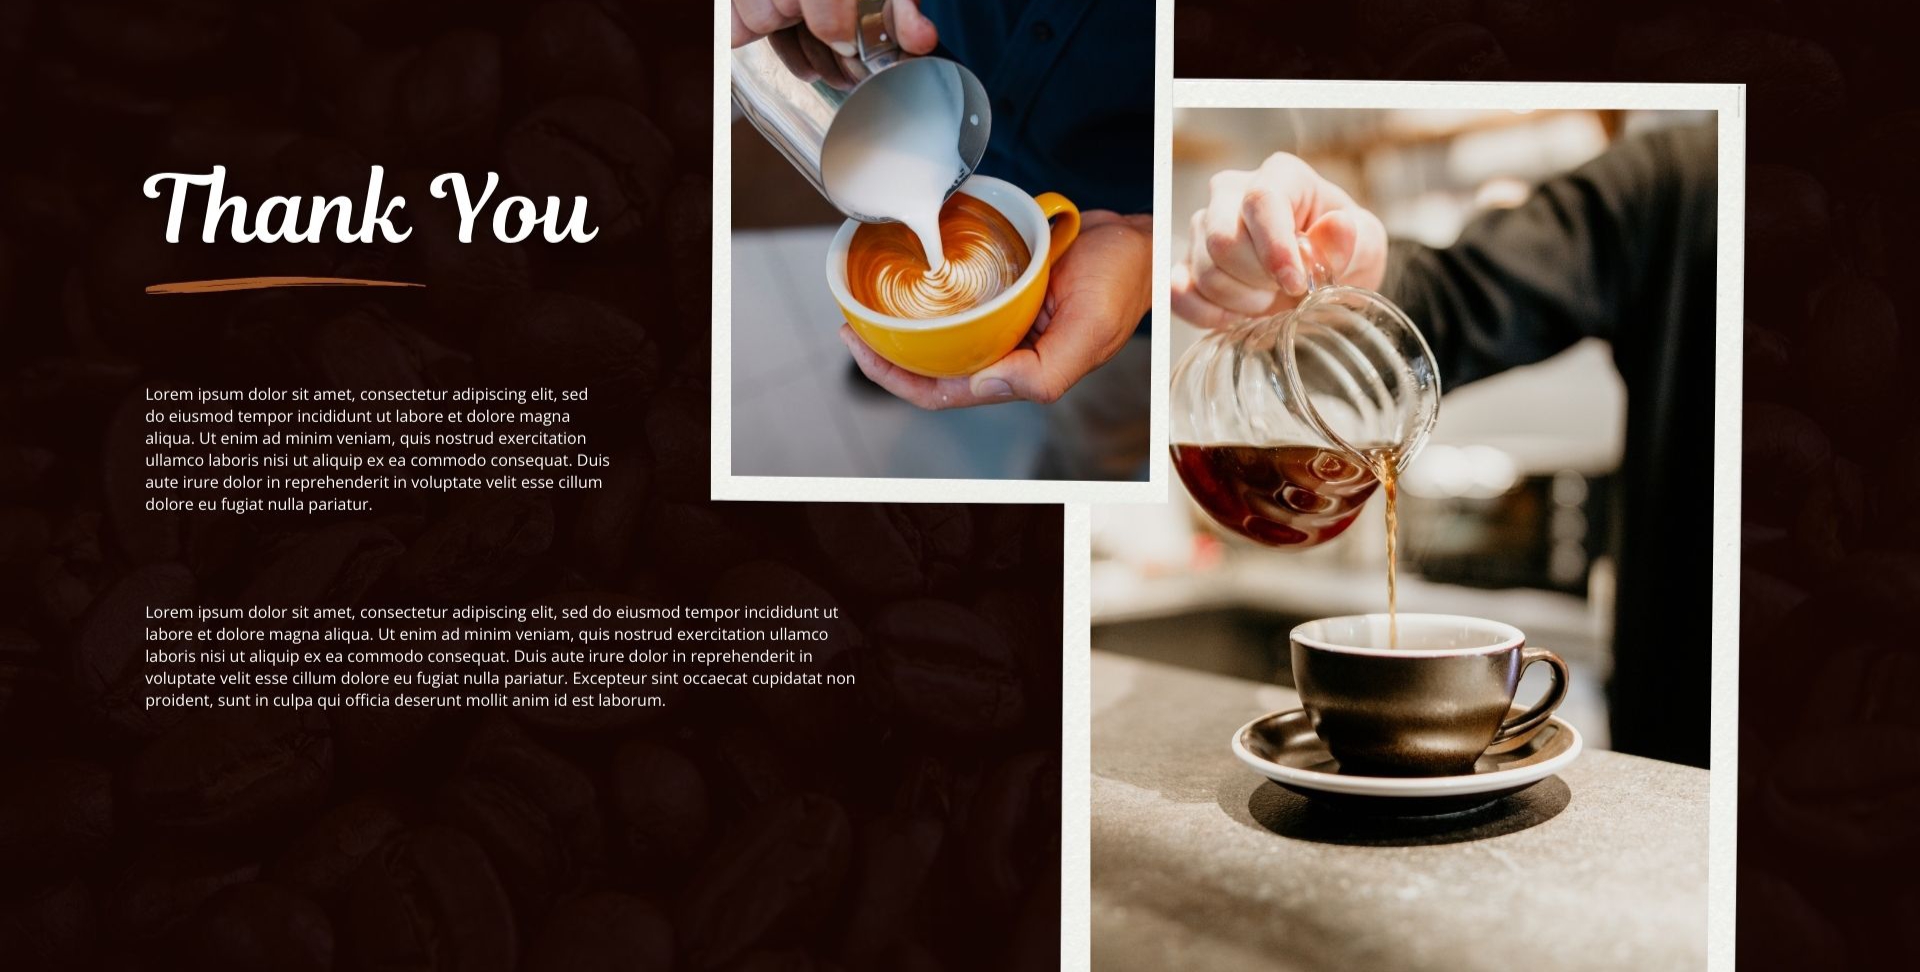 Thank You
Lorem ipsum dolor sit amet, consectetur adipiscing elit, sed
do eiusmod tempor incididunt ut labore et dolore magna
aliqua. Ut enim ad minim veniam, quis nostrud exercitation
ullamco laboris nisi ut aliquip ex ea commodo consequat. Duis
aute irure dolor in reprehenderit in voluptate velit esse cillum
dolore eu fugiat nulla pariatur.
Lorem ipsum dolor sit amet, consectetur adipiscing elit, sed do eiusmod tempor incididunt ut
labore et dolore magna aliqua. Ut enim ad minim veniam, quis nostrud exercitation ullamco
laboris nisi ut aliquip ex ea commodo consequat. Duis aute irure dolor in reprehenderit in
voluptate velit esse cillum dolore eu fugiat nulla pariatur. Excepteur sint occaecat cupidatat non
proident, sunt in culpa qui officia deserunt mollit anim id est laborum.